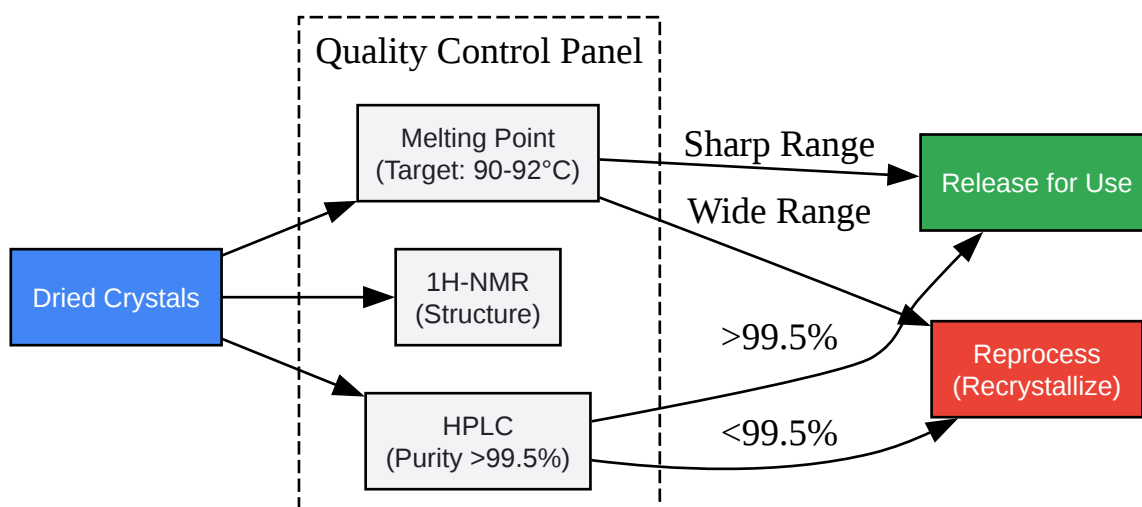 Quality Control Panel
Melting Point
(Target: 90-92°C)
Sharp Range
Release for Use
Wide Range
Dried Crystals
1H-NMR
(Structure)
>99.5%
Reprocess
(Recrystallize)
HPLC
(Purity >99.5%)
<99.5%